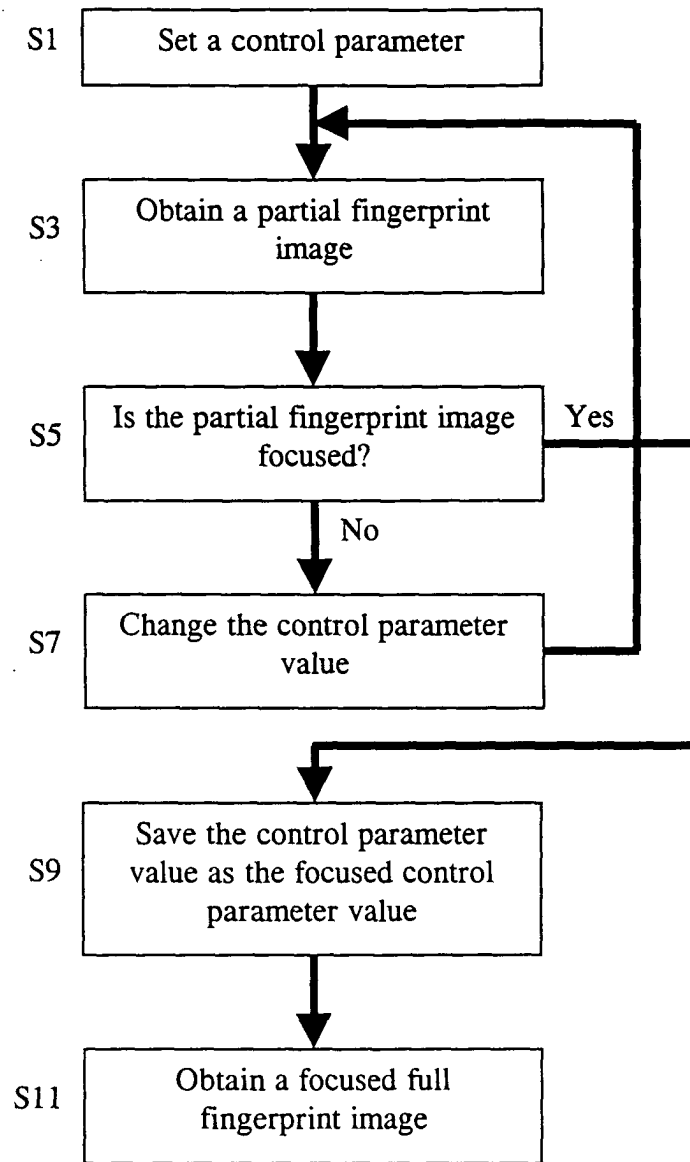 S1
Set a control parameter
S3
Obtain a partial fingerprint
image
S5
Is the partial fingerprint image
focused?
Yes
No
S7
Change the control parameter
value
S9
Save the control parameter
value as the focused control
parameter value
S11
Obtain a focused full
fingerprint image